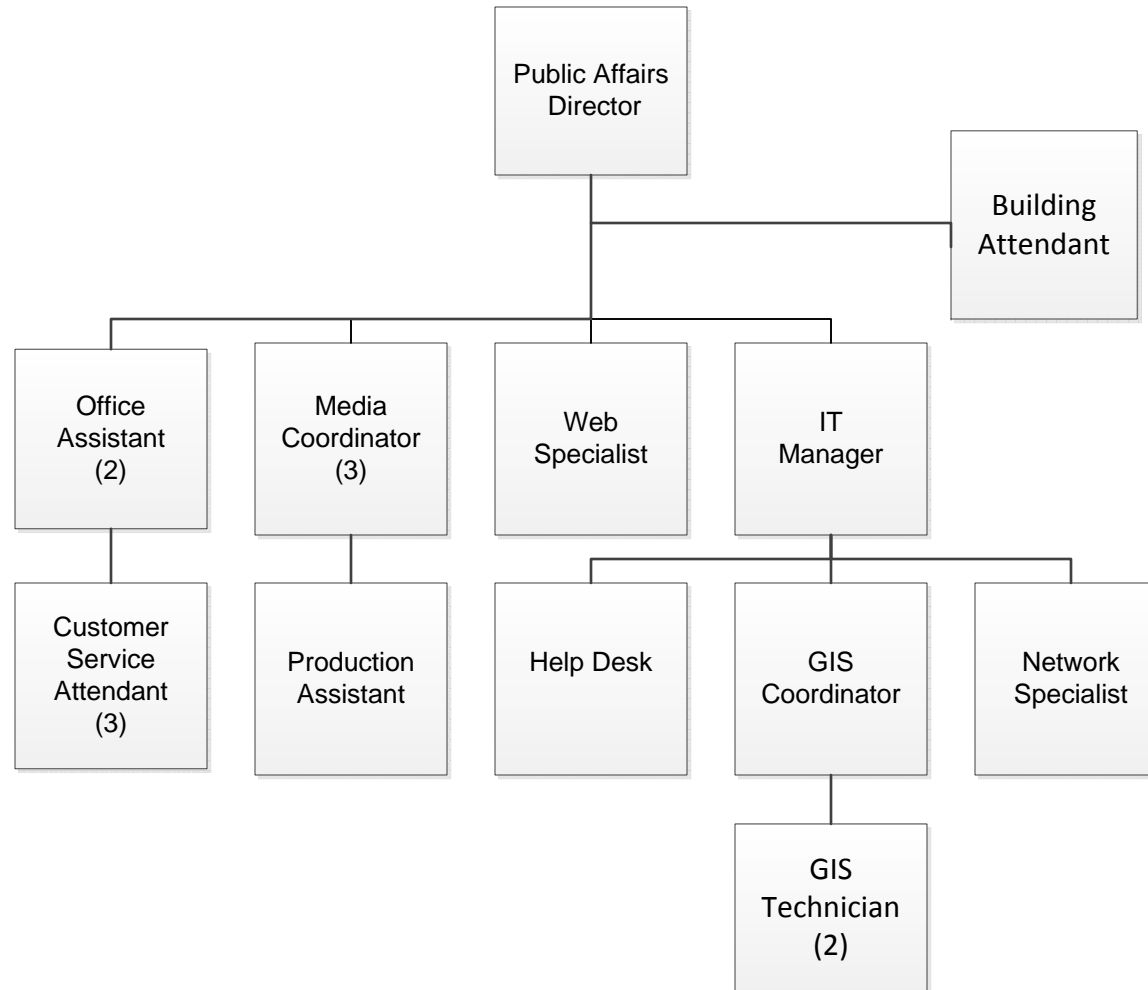 Public Affairs
Director
Building
Attendant
Office
Assistant
(2)
Media
Coordinator
(3)
Web
Specialist
IT
Manager
Customer
Service
Attendant
(3)
Production
Assistant
Help Desk
GIS
Coordinator
Network
Specialist
GIS
Technician
(2)